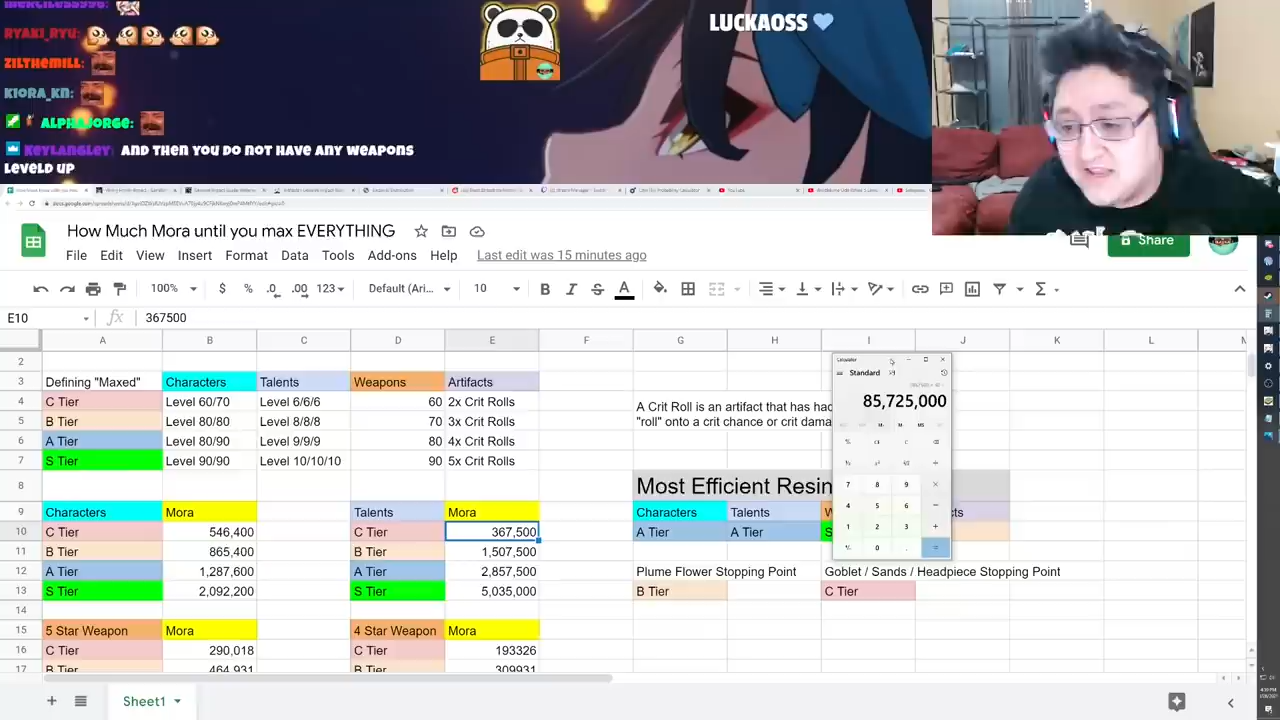 LUCKAOSS
RYAKI_RYU:
ZILTHEMILL:
KIORA_KN:
ALPHAJORGE:
KEYLANGLEY: AND THEN YOU DO NOT HAVE ANY WEAPONS
LEVELD UP
How Much Mora until you max EVERYTHING
Share
File Edit View Insert Format Data Tools Add-ons Help Last edit was 15 minutes ago
100% $ % .0 .00 123 Default (Ari... 10 B I S A
E10 fx 367500
A B C D E F G H I J K L
2
3 Defining "Maxed" Characters Talents Weapons Artifacts
4 C Tier Level 60/70 Level 6/6/6 60 2x Crit Rolls A Crit Roll is an artifact that has had
5 B Tier Level 80/80 Level 8/8/8 70 3x Crit Rolls "roll" onto a crit chance or crit dama
6 A Tier Level 80/90 Level 9/9/9 80 4x Crit Rolls
7 S Tier Level 90/90 Level 10/10/10 90 5x Crit Rolls
8 Most Efficient Resin
9 Characters Mora Talents Mora Characters Talents
10 C Tier 546,400 C Tier 367,500 A Tier A Tier
11 B Tier 865,400 B Tier 1,507,500
12 A Tier 1,287,600 A Tier 2,857,500 Plume Flower Stopping Point Goblet / Sands / Headpiece Stopping Point
13 S Tier 2,092,200 S Tier 5,035,000 B Tier C Tier
14
15 5 Star Weapon Mora 4 Star Weapon Mora
16 C Tier 290,018 C Tier 193326
17 B Tier 464,931 B Tier 309931
Calculator
Standard
85,725,000
7 8 9
4 5 6
1 2 3
0
Sheet1